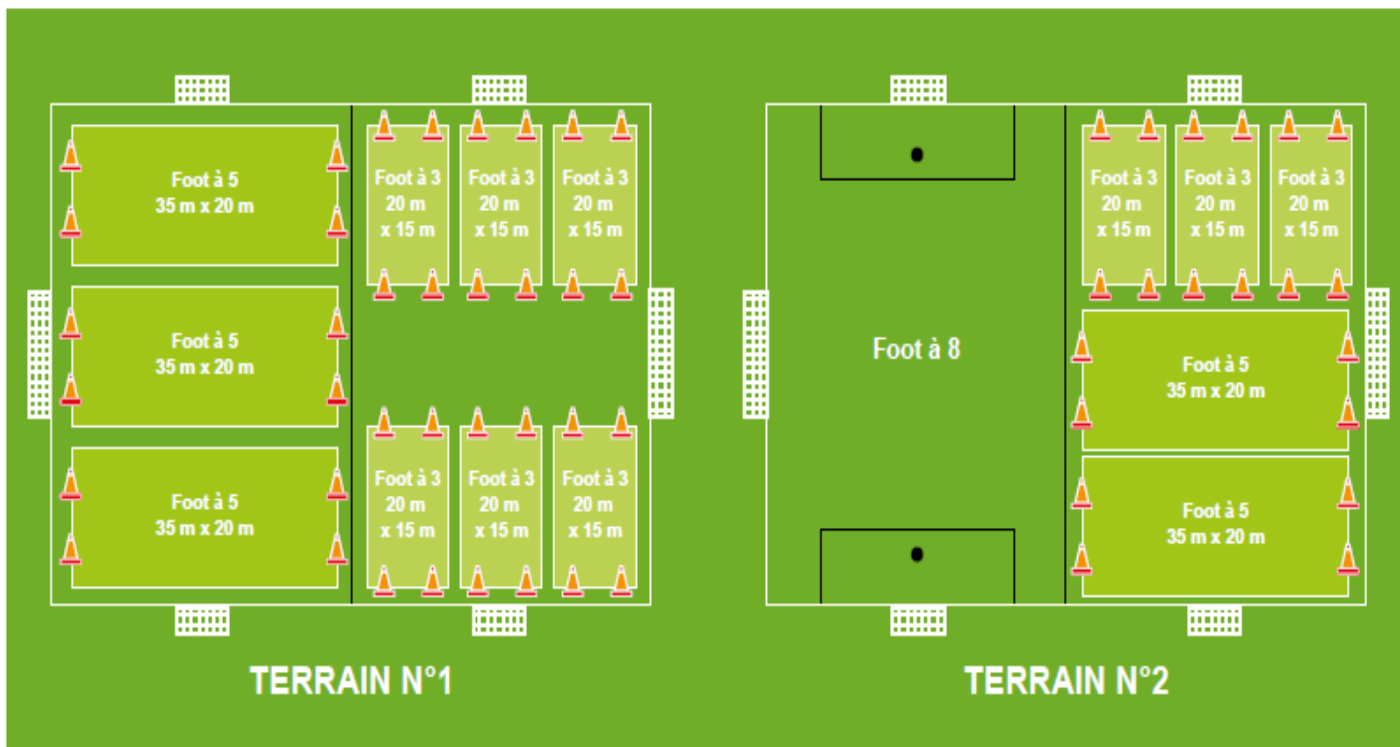 Foot à 5
35 m x 20 m
Foot à 5
35 m x 20 m
Foot à 5
35 m x 20 m
Foot à 3
20 m
x 15 m
Foot à 3
20 m
x 15 m
Foot à 3
20 m
x 15 m
Foot à 3
20 m
x 15 m
Foot à 3
20 m
x 15 m
Foot à 3
20 m
x 15 m
TERRAIN N°1
Foot à 8
Foot à 3
20 m
x 15 m
Foot à 3
20 m
x 15 m
Foot à 3
20 m
x 15 m
Foot à 5
35 m x 20 m
Foot à 5
35 m x 20 m
TERRAIN N°2